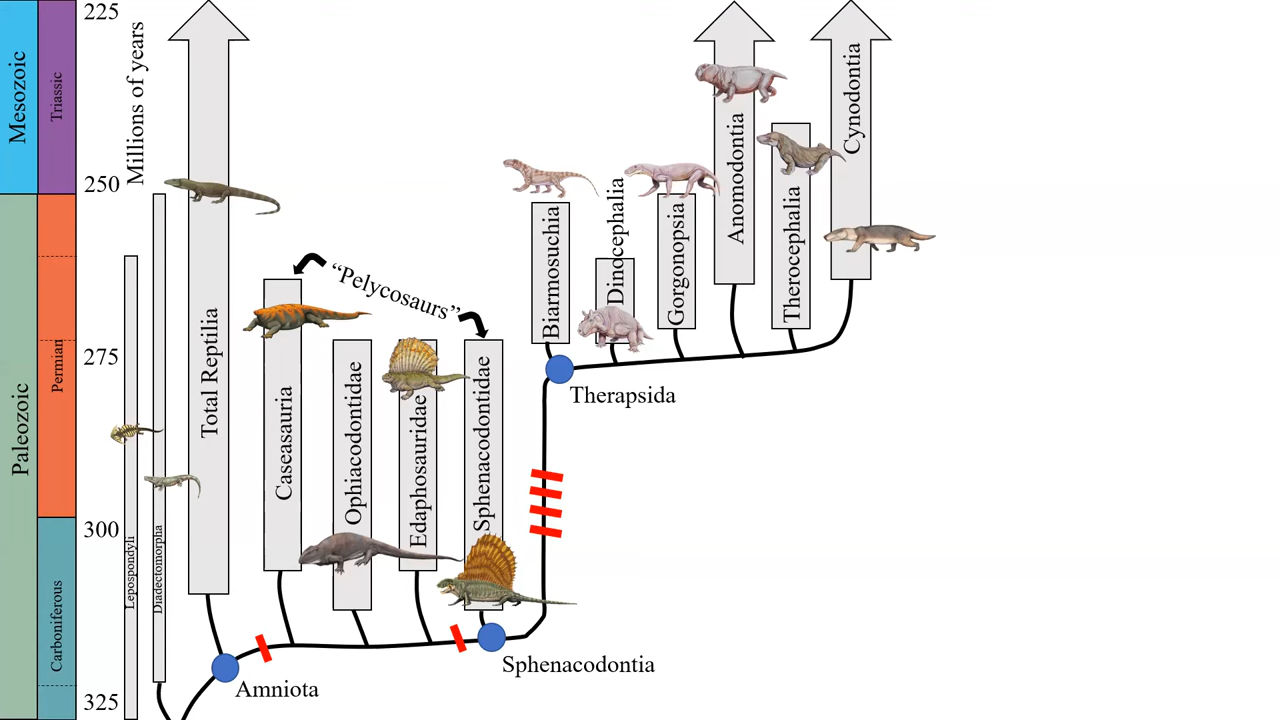 Mesozoic
Triassic
Paleozoic
Permian
Carboniferous
225
250
275
300
325
Millions of years
Lepospondyli
Diadectomorpha
Total Reptilia
Caseasauria
Ophiacodontidae
Edaphosauridae
Sphenacodontidae
“Pelycosaurs”
Biarmosuchia
Dinocephalia
Gorgonopsia
Anomodontia
Therocephalia
Cynodontia
Therapsida
Sphenacodontia
Amniota